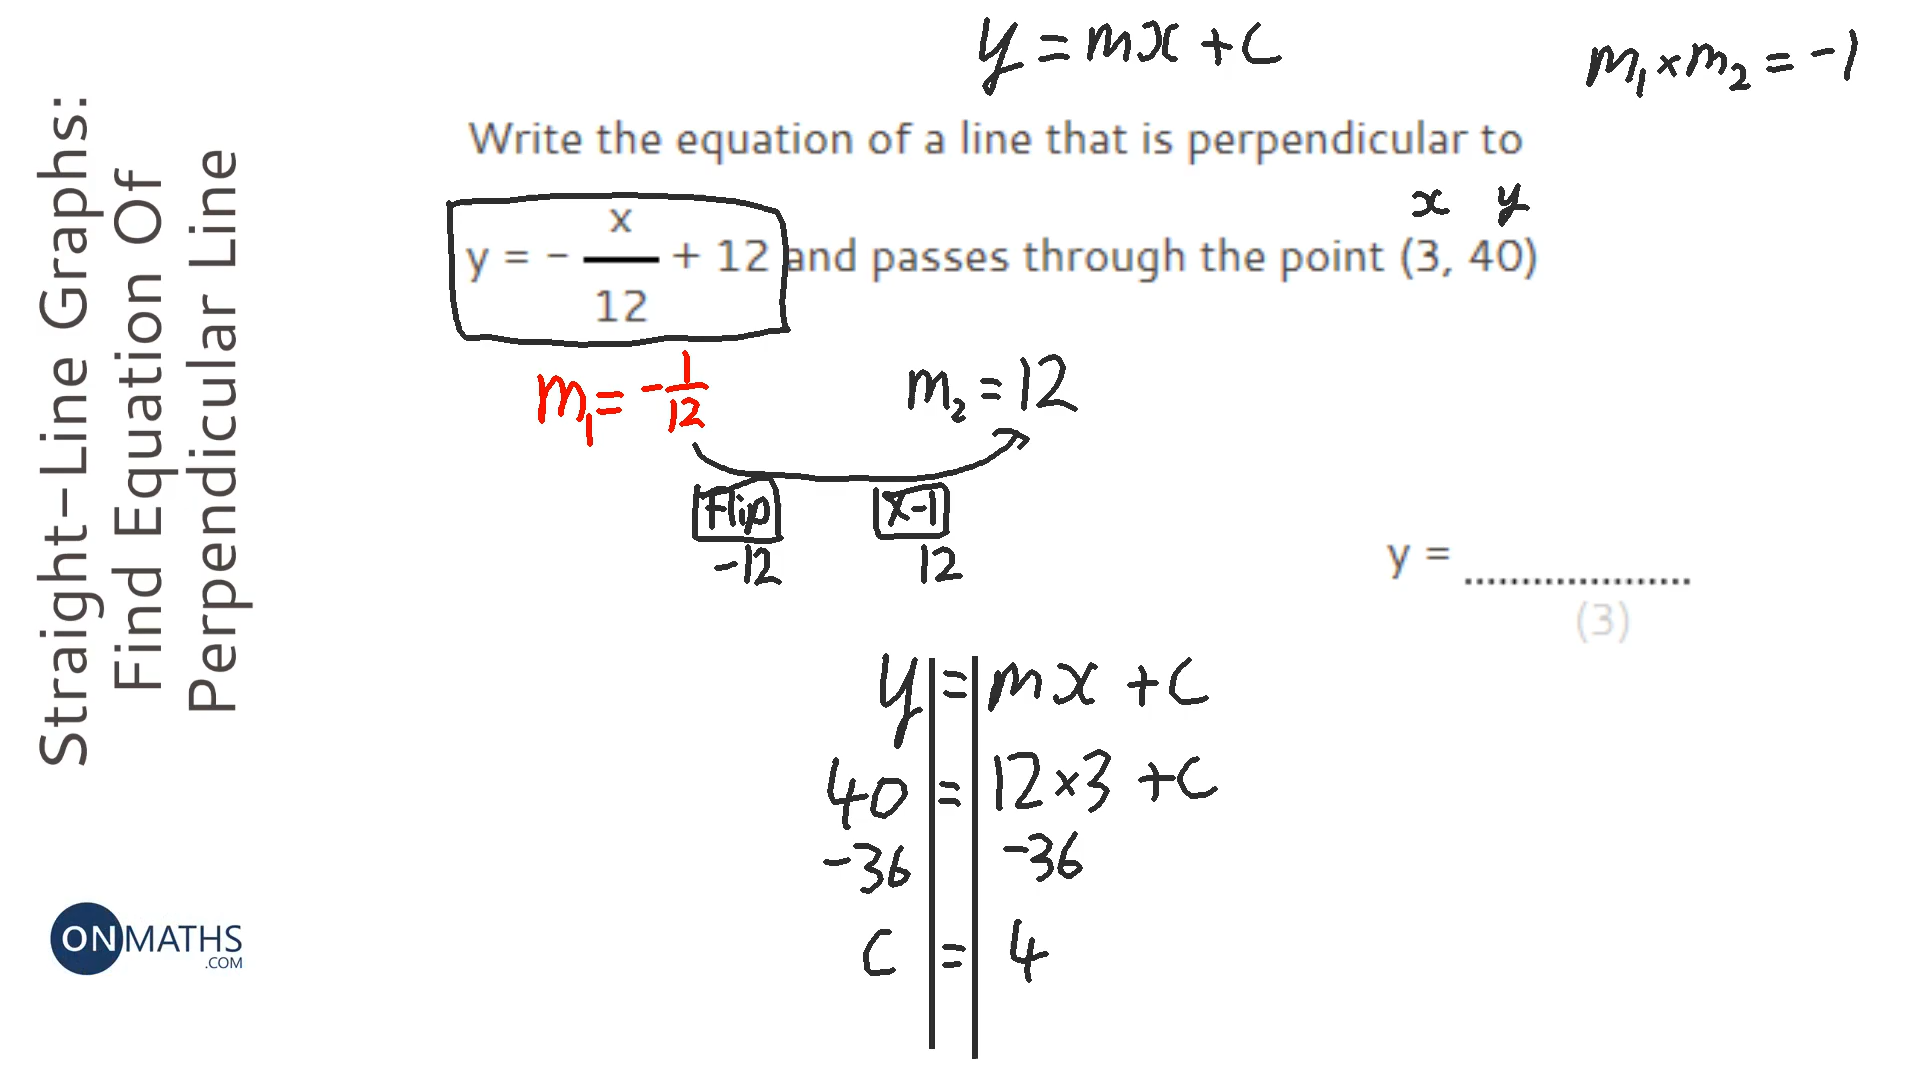 Straight-Line Graphs:
Find Equation Of
Perpendicular Line
y = mx + c
m₁ × m₂ = -1
Write the equation of a line that is perpendicular to
x y
y = - x/12 + 12 and passes through the point (3, 40)
m₁ = -1/12
m₂ = 12
Flip
x-1
-12
12
y = ....................
(3)
y = mx + c
40 = 12 × 3 + c
-36 -36
c = 4
ONMATHS
.COM